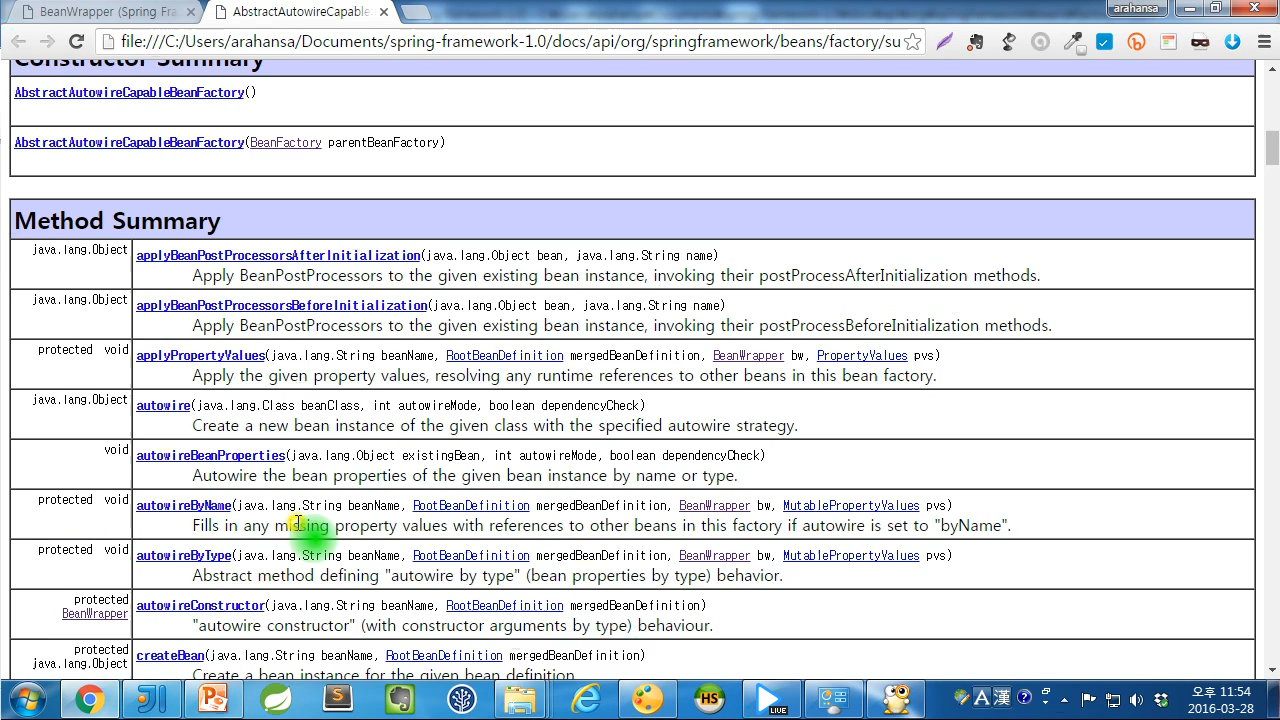 BeanWrapper (Spring Fram
AbstractAutowireCapable
arahansa
file:///C:/Users/arahansa/Documents/spring-framework-1.0/docs/api/org/springframework/beans/factory/su
Constructor Summary
AbstractAutowireCapableBeanFactory()
AbstractAutowireCapableBeanFactory(BeanFactory parentBeanFactory)
Method Summary
java.lang.Object applyBeanPostProcessorsAfterInitialization(java.lang.Object bean, java.lang.String name)
Apply BeanPostProcessors to the given existing bean instance, invoking their postProcessAfterInitialization methods.
java.lang.Object applyBeanPostProcessorsBeforeInitialization(java.lang.Object bean, java.lang.String name)
Apply BeanPostProcessors to the given existing bean instance, invoking their postProcessBeforeInitialization methods.
protected void applyPropertyValues(java.lang.String beanName, RootBeanDefinition mergedBeanDefinition, BeanWrapper bw, PropertyValues pvs)
Apply the given property values, resolving any runtime references to other beans in this bean factory.
java.lang.Object autowire(java.lang.Class beanClass, int autowireMode, boolean dependencyCheck)
Create a new bean instance of the given class with the specified autowire strategy.
void autowireBeanProperties(java.lang.Object existingBean, int autowireMode, boolean dependencyCheck)
Autowire the bean properties of the given bean instance by name or type.
protected void autowireByName(java.lang.String beanName, RootBeanDefinition mergedBeanDefinition, BeanWrapper bw, MutablePropertyValues pvs)
Fills in any missing property values with references to other beans in this factory if autowire is set to "byName".
protected void autowireByType(java.lang.String beanName, RootBeanDefinition mergedBeanDefinition, BeanWrapper bw, MutablePropertyValues pvs)
Abstract method defining "autowire by type" (bean properties by type) behavior.
protected BeanWrapper autowireConstructor(java.lang.String beanName, RootBeanDefinition mergedBeanDefinition)
"autowire constructor" (with constructor arguments by type) behaviour.
protected java.lang.Object createBean(java.lang.String beanName, RootBeanDefinition mergedBeanDefinition)
Create a bean instance for the given bean definition
HS
LIVE
A 漢
오후 11:54
2016-03-28